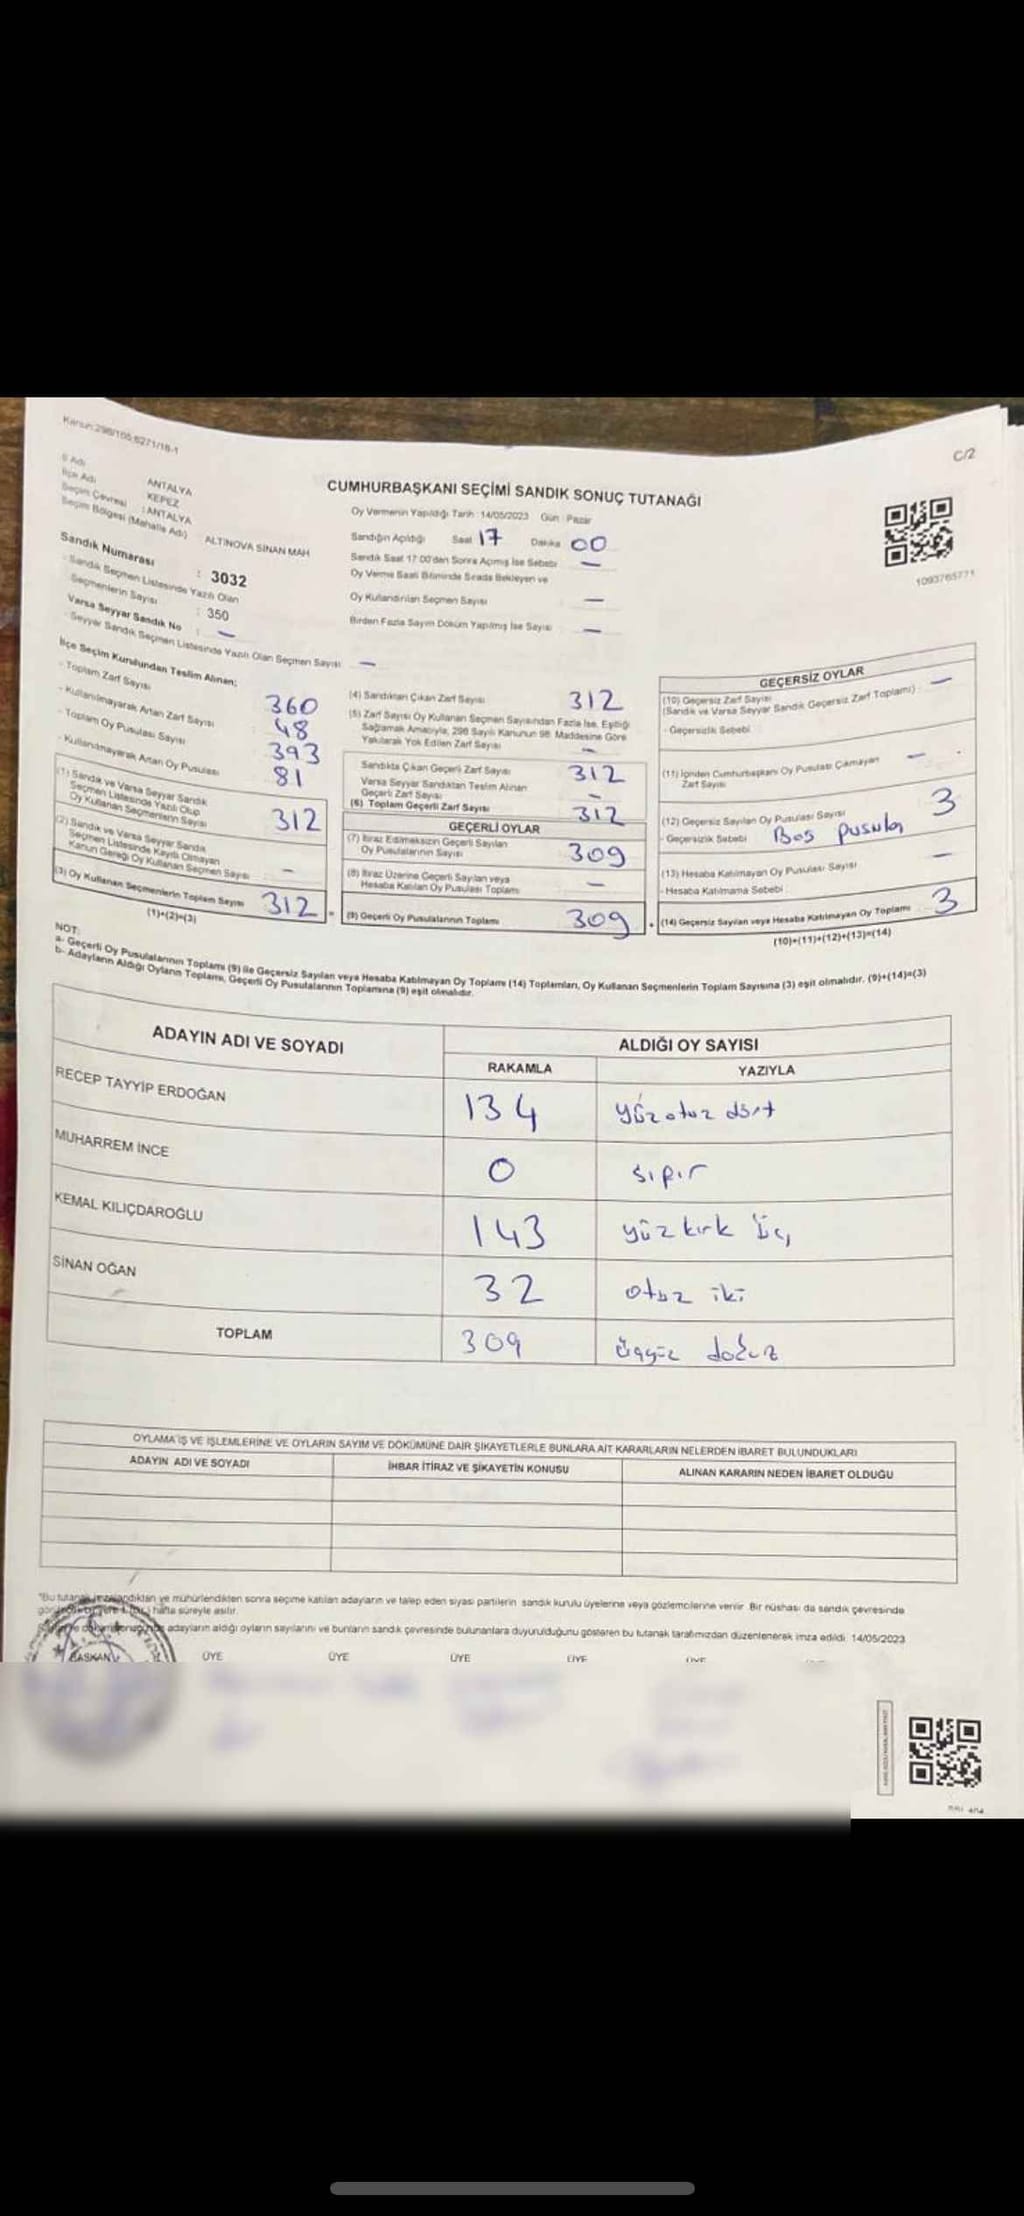 Kanun:298/105;6271/18-1
C/2
İl Adı ANTALYA
İlçe Adı KEPEZ
Seçim Çevresi : ANTALYA
Seçim Bölgesi (Mahalle Adı) ALTINOVA SİNAN MAH
Sandık Numarası : 3032
- Sandık Seçmen Listesinde Yazılı Olan
Seçmenlerin Sayısı : 350
Varsa Seyyar Sandık No : —
- Seyyar Sandık Seçmen Listesinde Yazılı Olan Seçmen Sayısı —
CUMHURBAŞKANI SEÇİMİ SANDIK SONUÇ TUTANAĞI
Oy Vermenin Yapıldığı Tarih : 14/05/2023 Gün : Pazar
Sandığın Açıldığı Saat 17 Dakika 00
Sandık Saat 17:00'den Sonra Açmış İse Sebebi —
Oy Verme Saati Bitiminde Sırada Bekleyen ve
Oy Kullandırılan Seçmen Sayısı —
Birden Fazla Sayım Döküm Yapılmış İse Sayısı —
1093765771
İlçe Seçim Kurulundan Teslim Alınan;
- Toplam Zarf Sayısı 360
- Kullanılmayarak Artan Zarf Sayısı 48
- Toplam Oy Pusulası Sayısı 393
- Kullanılmayarak Artan Oy Pusulası 81
(1) Sandık ve Varsa Seyyar Sandık
Seçmen Listesinde Yazılı Olup
Oy Kullanan Seçmenlerin Sayısı 312
(2) Sandık ve Varsa Seyyar Sandık
Seçmen Listesinde Kayıtlı Olmayan
Kanun Gereği Oy Kullanan Seçmen Sayısı —
(3) Oy Kullanan Seçmenlerin Toplam Sayısı 312
(1)+(2)=(3)
(4) Sandıktan Çıkan Zarf Sayısı 312
(5) Zarf Sayısı Oy Kullanan Seçmen Sayısından Fazla İse, Eşitliği
Sağlamak Amacıyla, 298 Sayılı Kanunun 98. Maddesine Göre
Yakılarak Yok Edilen Zarf Sayısı —
Sandıkta Çıkan Geçerli Zarf Sayısı 312
Varsa Seyyar Sandıktan Teslim Alınan
Geçerli Zarf Sayısı —
(6) Toplam Geçerli Zarf Sayısı 312
GEÇERLİ OYLAR
(7) İtiraz Edilmeksizin Geçerli Sayılan
Oy Pusulalarının Sayısı 309
(8) İtiraz Üzerine Geçerli Sayılan veya
Hesaba Katılan Oy Pusulası Toplamı —
(9) Geçerli Oy Pusulalarının Toplamı 309
GEÇERSİZ OYLAR
(10) Geçersiz Zarf Sayısı
(Sandık ve Varsa Seyyar Sandık Geçersiz Zarf Toplamı) —
- Geçersizlik Sebebi
(11) İçinden Cumhurbaşkanı Oy Pusulası Çıkmayan —
Zarf Sayısı
(12) Geçersiz Sayılan Oy Pusulası Sayısı 3
- Geçersizlik Sebebi Boş pusula
(13) Hesaba Katılmayan Oy Pusulası Sayısı —
- Hesaba Katılmama Sebebi
(14) Geçersiz Sayılan veya Hesaba Katılmayan Oy Toplamı 3
(10)+(11)+(12)+(13)=(14)
NOT:
a- Geçerli Oy Pusulalarının Toplamı (9) ile Geçersiz Sayılan veya Hesaba Katılmayan Oy Toplamı (14) Toplamları, Oy Kullanan Seçmenlerin Toplam Sayısına (3) eşit olmalıdır. (9)+(14)=(3)
b- Adayların Aldığı Oyların Toplamı, Geçerli Oy Pusulalarının Toplamına (9) eşit olmalıdır.
ADAYIN ADI VE SOYADI ALDIĞI OY SAYISI
RAKAMLA YAZIYLA
RECEP TAYYİP ERDOĞAN 134 yüz otuz dört
MUHARREM İNCE 0 sıfır
KEMAL KILIÇDAROĞLU 143 yüz kırk üç
SİNAN OĞAN 32 otuz iki
TOPLAM 309 üçyüz dokuz
OYLAMA İŞ VE İŞLEMLERİNE VE OYLARIN SAYIM VE DÖKÜMÜNE DAİR ŞİKAYETLERLE BUNLARA AİT KARARLARIN NELERDEN İBARET BULUNDUKLARI
ADAYIN ADI VE SOYADI İHBAR İTİRAZ VE ŞİKAYETİN KONUSU ALINAN KARARIN NEDEN İBARET OLDUĞU
*Bu tutanak imzalandıktan ve mühürlendikten sonra seçime katılan adayların ve talep eden siyasi partilerin sandık kurulu üyelerine veya gözlemcilerine verilir. Bir nüshası da sandık çevresinde
hafta süreyle asılır.
adayların aldığı oyların sayılarını ve bunların sandık çevresinde bulunanlara duyurulduğunu gösteren bu tutanak tarafımızdan düzenlenerek imza edildi. 14/05/2023
BAŞKAN ÜYE ÜYE ÜYE ÜYE ÜYE